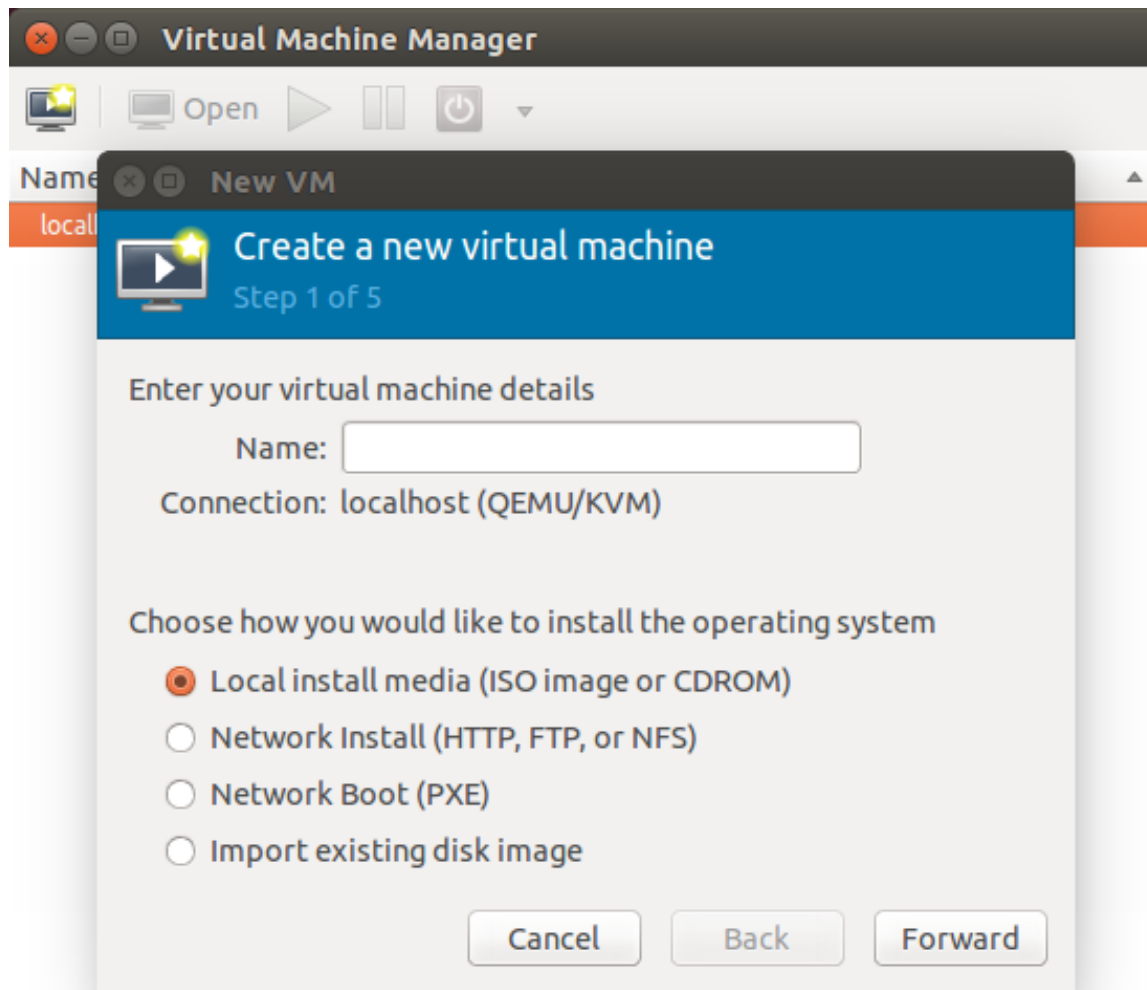 Virtual Machine Manager
Open
Name
New VM
Create a new virtual machine
Step 1 of 5
Enter your virtual machine details
Name:
Connection: localhost (QEMU/KVM)
Choose how you would like to install the operating system
Local install media (ISO image or CDROM)
Network Install (HTTP, FTP, or NFS)
Network Boot (PXE)
Import existing disk image
Cancel Back Forward